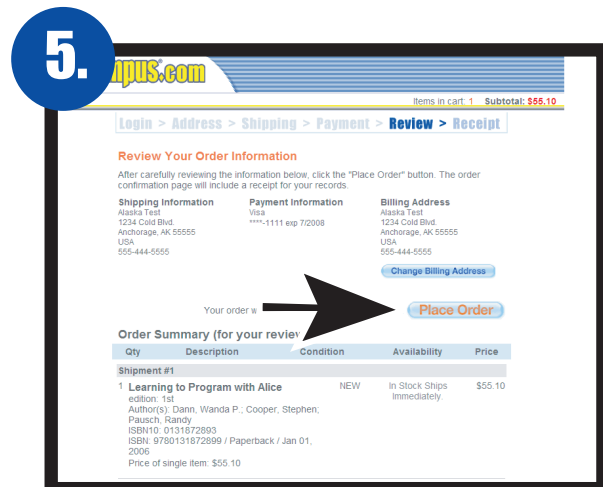 5.
mpus.com
Items in cart: 1 Subtotal: $55.10
Login > Address > Shipping > Payment > Review > Receipt
Review Your Order Information
After carefully reviewing the information below, click the "Place Order" button. The order
confirmation page will include a receipt for your records.
Shipping Information Payment Information Billing Address
Alaska Test Visa Alaska Test
1234 Cold Blvd. ****-1111 exp 7/2008 1234 Cold Blvd.
Anchorage, AK 55555 Anchorage, AK 55555
USA USA
555-444-5555 555-444-5555
Change Billing Address
Your order w Place Order
Order Summary (for your review
Qty Description Condition Availability Price
Shipment #1
1 Learning to Program with Alice NEW In Stock Ships $55.10
edition: 1st Immediately.
Author(s): Dann, Wanda P.; Cooper, Stephen;
Pausch, Randy
ISBN10: 0131872893
ISBN: 9780131872899 / Paperback / Jan 01,
2006
Price of single item: $55.10